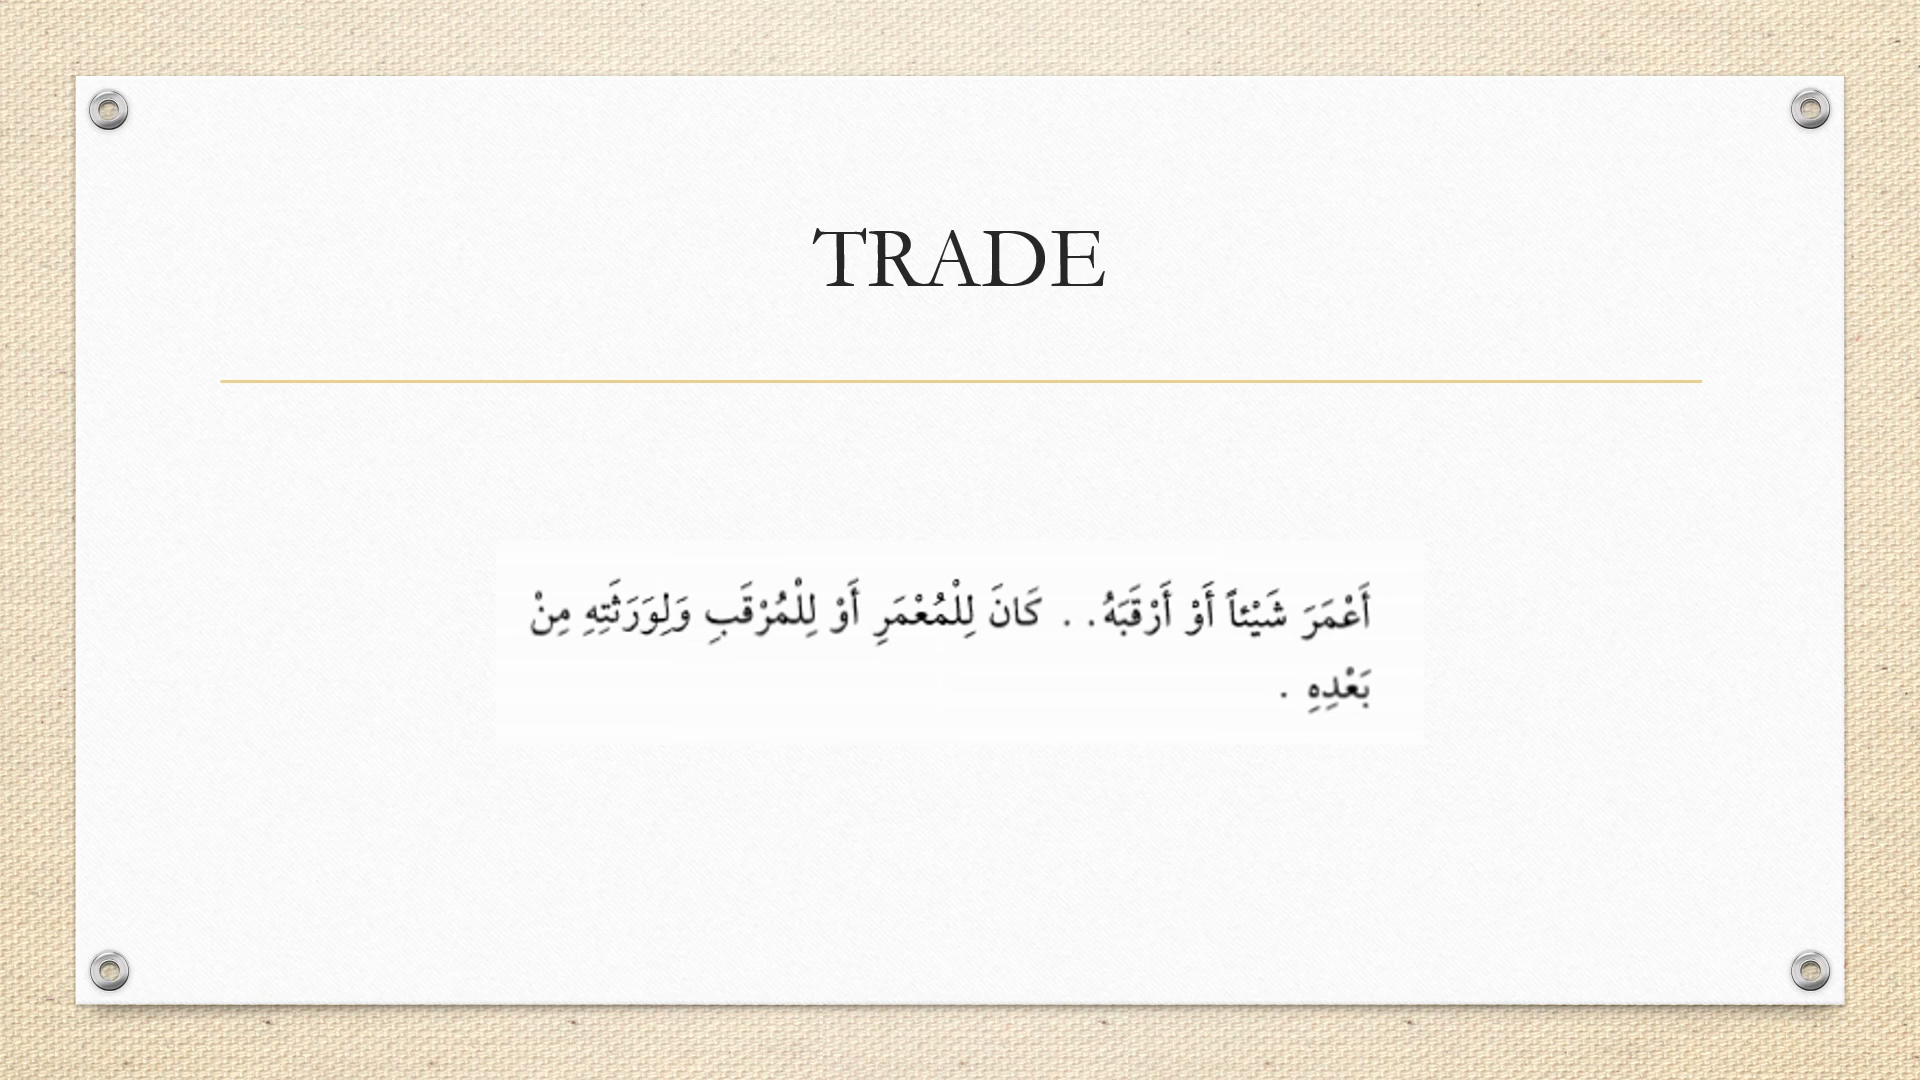 TRADE
أَعْمَرَ شَيْئاً أَوْ أَرْقَبَهُ. . كَانَ لِلْمُعْمَرِ أَوْ لِلْمُرْقَبِ وَلِوَرَثَتِهِ مِنْ
بَعْدِهِ .